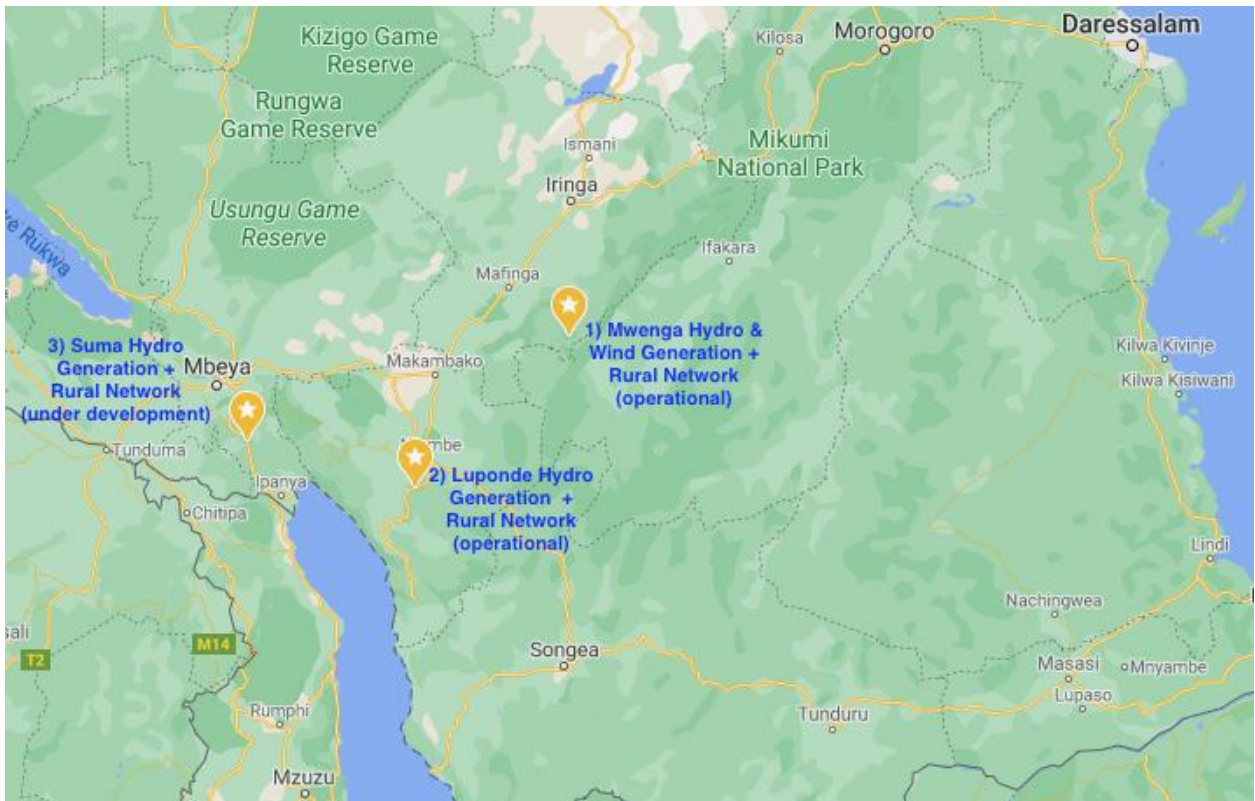 Kizigo Game
Reserve
Kilosa
Morogoro
Daressalam
Rungwa
Game Reserve
Ismani
Mikumi
National Park
Iringa
Usungu Game
Reserve
Rukwa
Ifakara
Mafinga
1) Mwenga Hydro &
Wind Generation +
Rural Network
(operational)
3) Suma Hydro
Generation +
Rural Network
(under development)
Mbeya
Makambako
Kilwa Kivinje
Kilwa Kisiwani
Tunduma
2) Luponde Hydro
Generation +
Rural Network
(operational)
Ipanya
Chitipa
Lindi
Nachingwea
M14
T2
Songea
Masasi
Mnyambe
Lupaso
Rumphi
Tunduru
Mzuzu